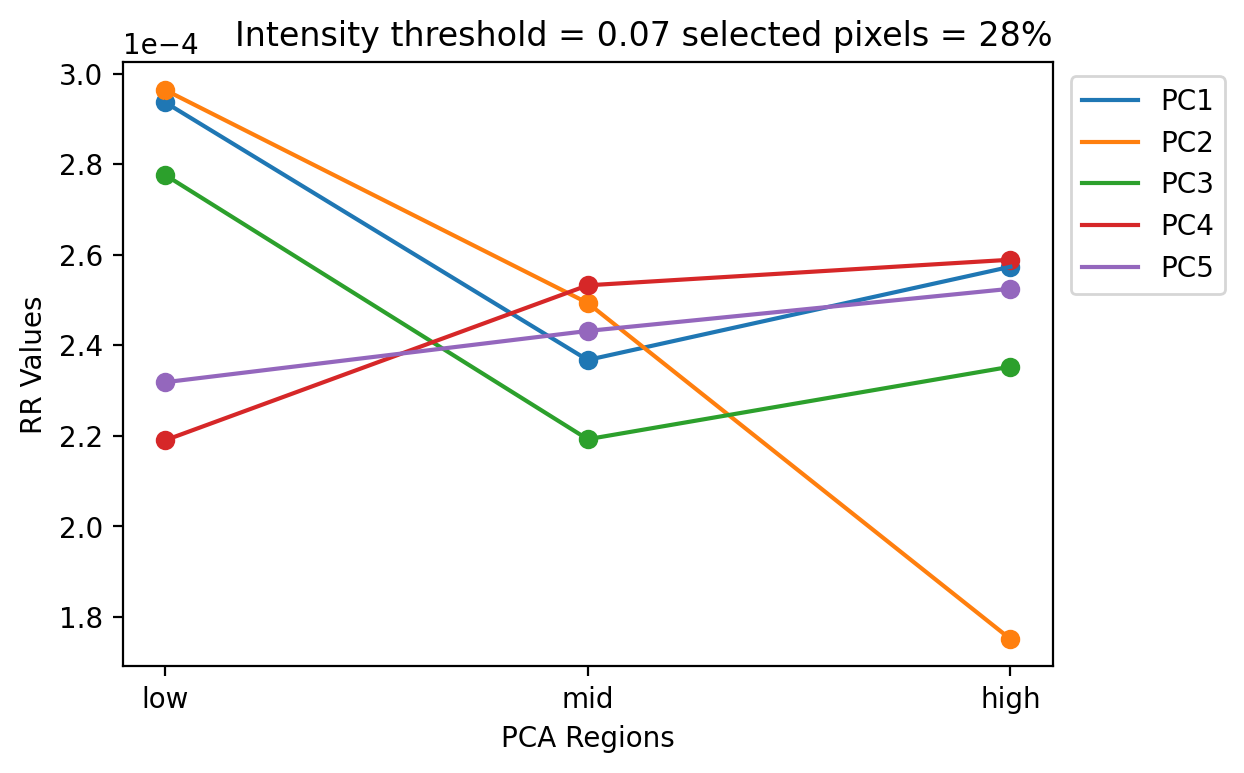 Intensity threshold = 0.07 selected pixels = 28%
1e−4
3.0
2.8
2.6
2.4
2.2
2.0
1.8
RR Values
low
mid
high
PCA Regions
PC1
PC2
PC3
PC4
PC5